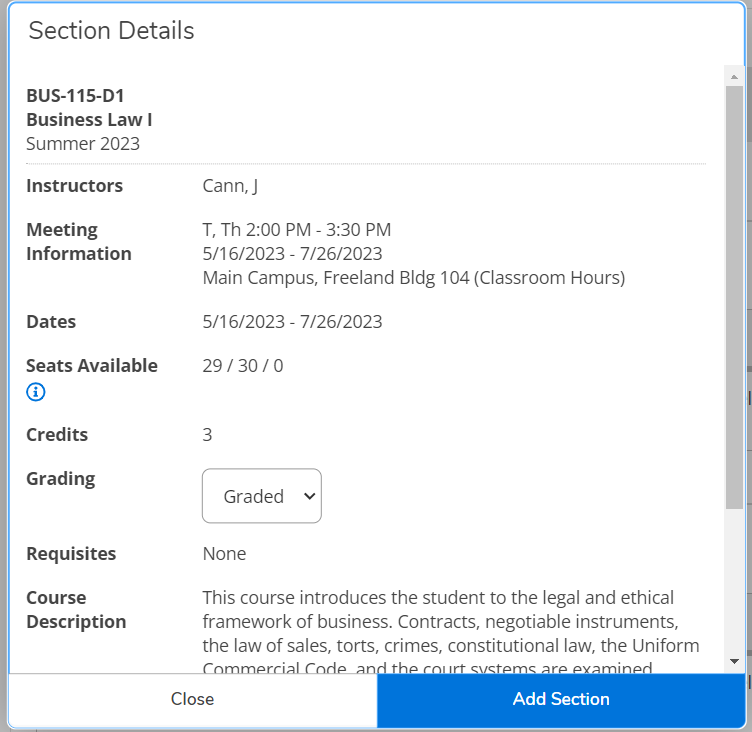 Section Details
BUS-115-D1
Business Law I
Summer 2023
Instructors
Cann, J
Meeting Information
T, Th 2:00 PM - 3:30 PM
5/16/2023 - 7/26/2023
Main Campus, Freeland Bldg 104 (Classroom Hours)
Dates
5/16/2023 - 7/26/2023
Seats Available
29 / 30 / 0
Credits
3
Grading
Graded
Requisites
None
Course Description
This course introduces the student to the legal and ethical
framework of business. Contracts, negotiable instruments,
the law of sales, torts, crimes, constitutional law, the Uniform
Commercial Code, and the court systems are examined.
Close
Add Section